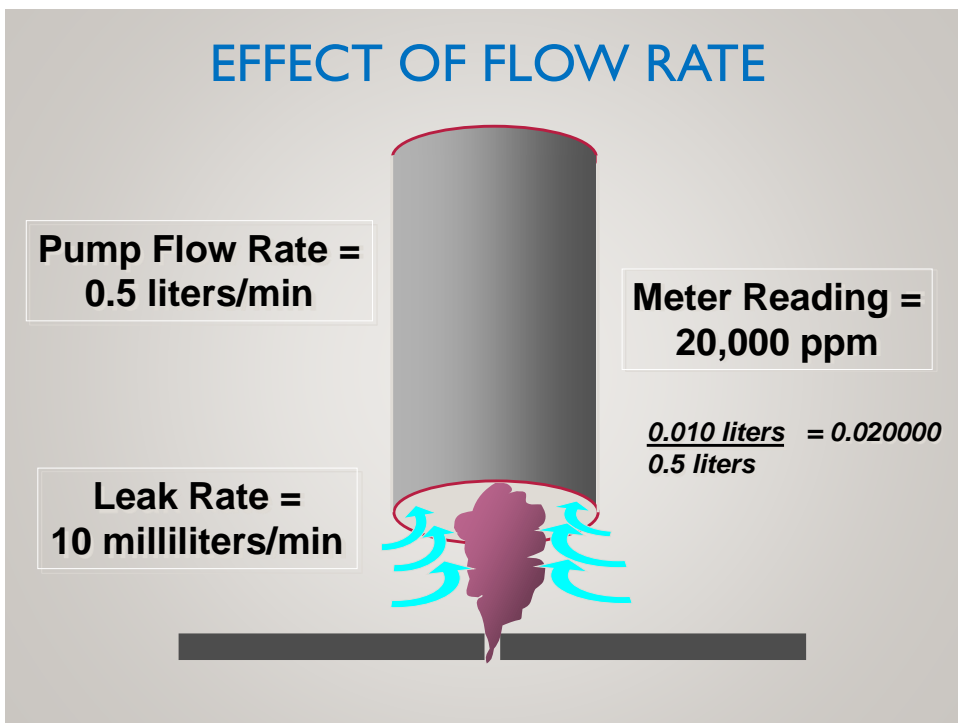 EFFECT OF FLOW RATE
Pump Flow Rate =
0.5 liters/min
Meter Reading =
20,000 ppm
0.010 liters = 0.020000
0.5 liters
Leak Rate =
10 milliliters/min